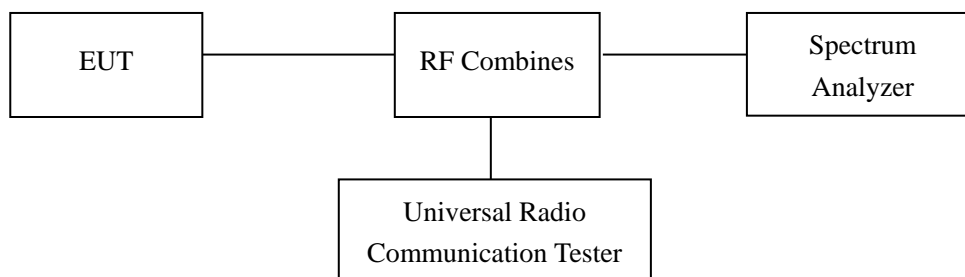 EUT
RF Combines
Spectrum
Analyzer
Universal Radio
Communication Tester